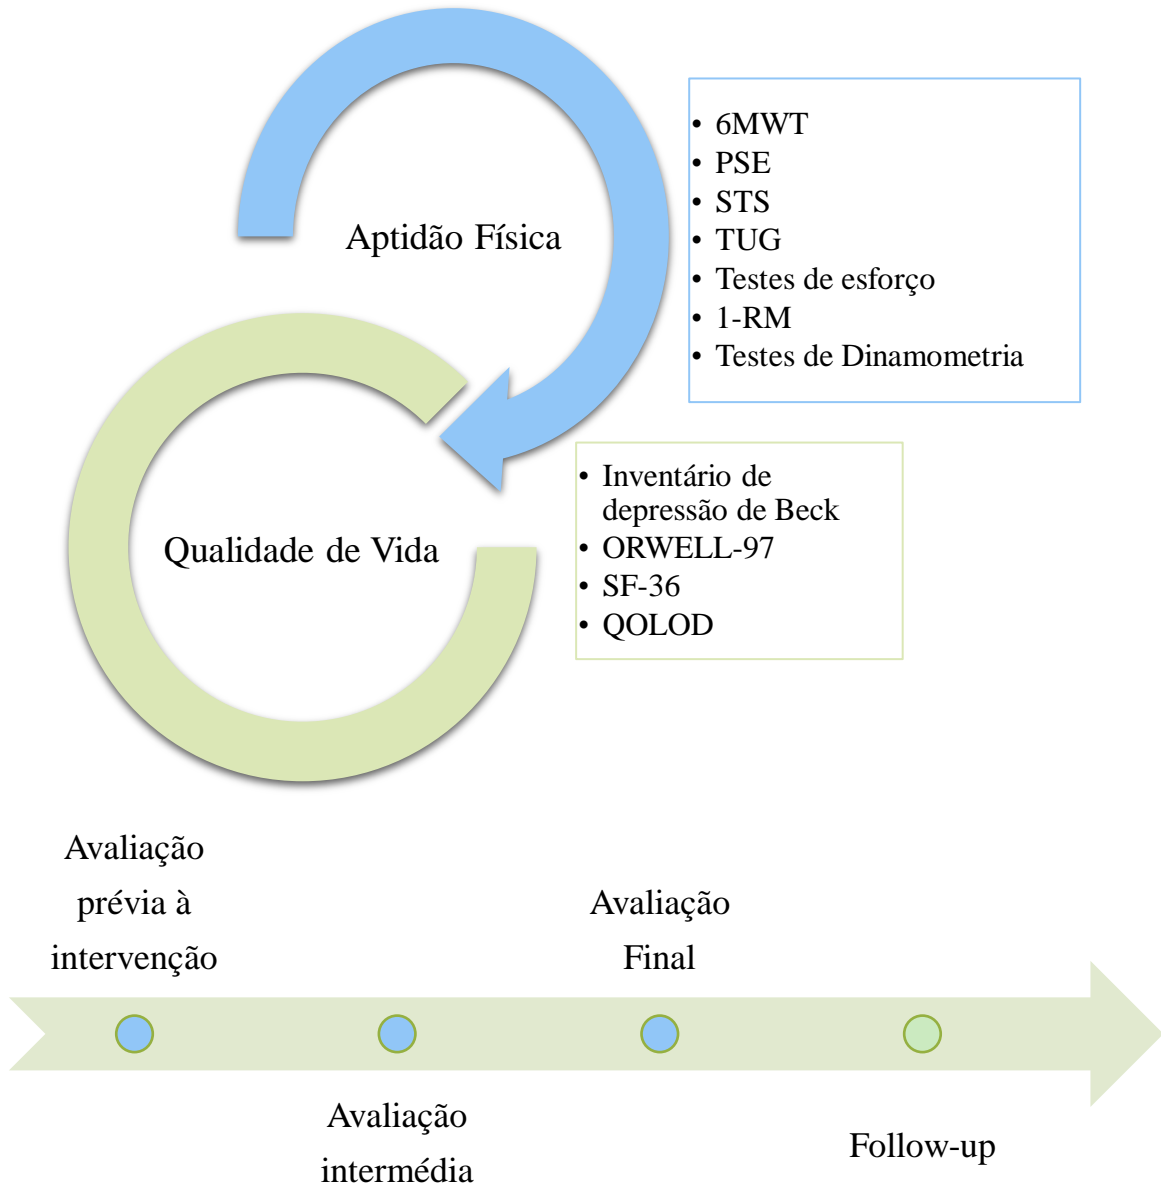 Aptidão Física
• 6MWT
• PSE
• STS
• TUG
• Testes de esforço
• 1-RM
• Testes de Dinamometria
Qualidade de Vida
• Inventário de
depressão de Beck
• ORWELL-97
• SF-36
• QOLOD
Avaliação
prévia à
intervenção
Avaliação
intermédia
Avaliação
Final
Follow-up